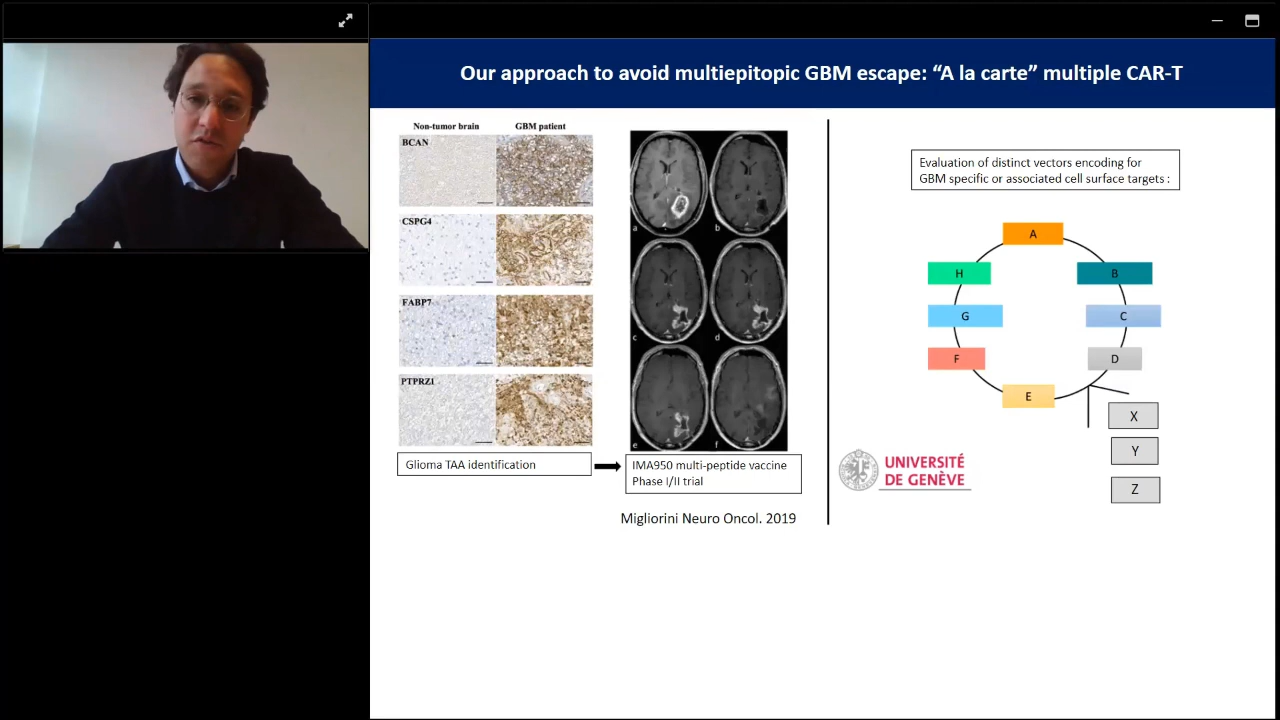 Our approach to avoid multiepitopic GBM escape: “A la carte” multiple CAR-T
Non-tumor brain
GBM patient
BCAN
CSPG4
FABP7
PTPRZ1
Glioma TAA identification
a
b
c
d
e
f
IMA950 multi-peptide vaccine
Phase I/II trial
Migliorini Neuro Oncol. 2019
Evaluation of distinct vectors encoding for
GBM specific or associated cell surface targets :
A
H
B
G
C
F
D
E
X
Y
Z
UNIVERSITÉ
DE GENÈVE